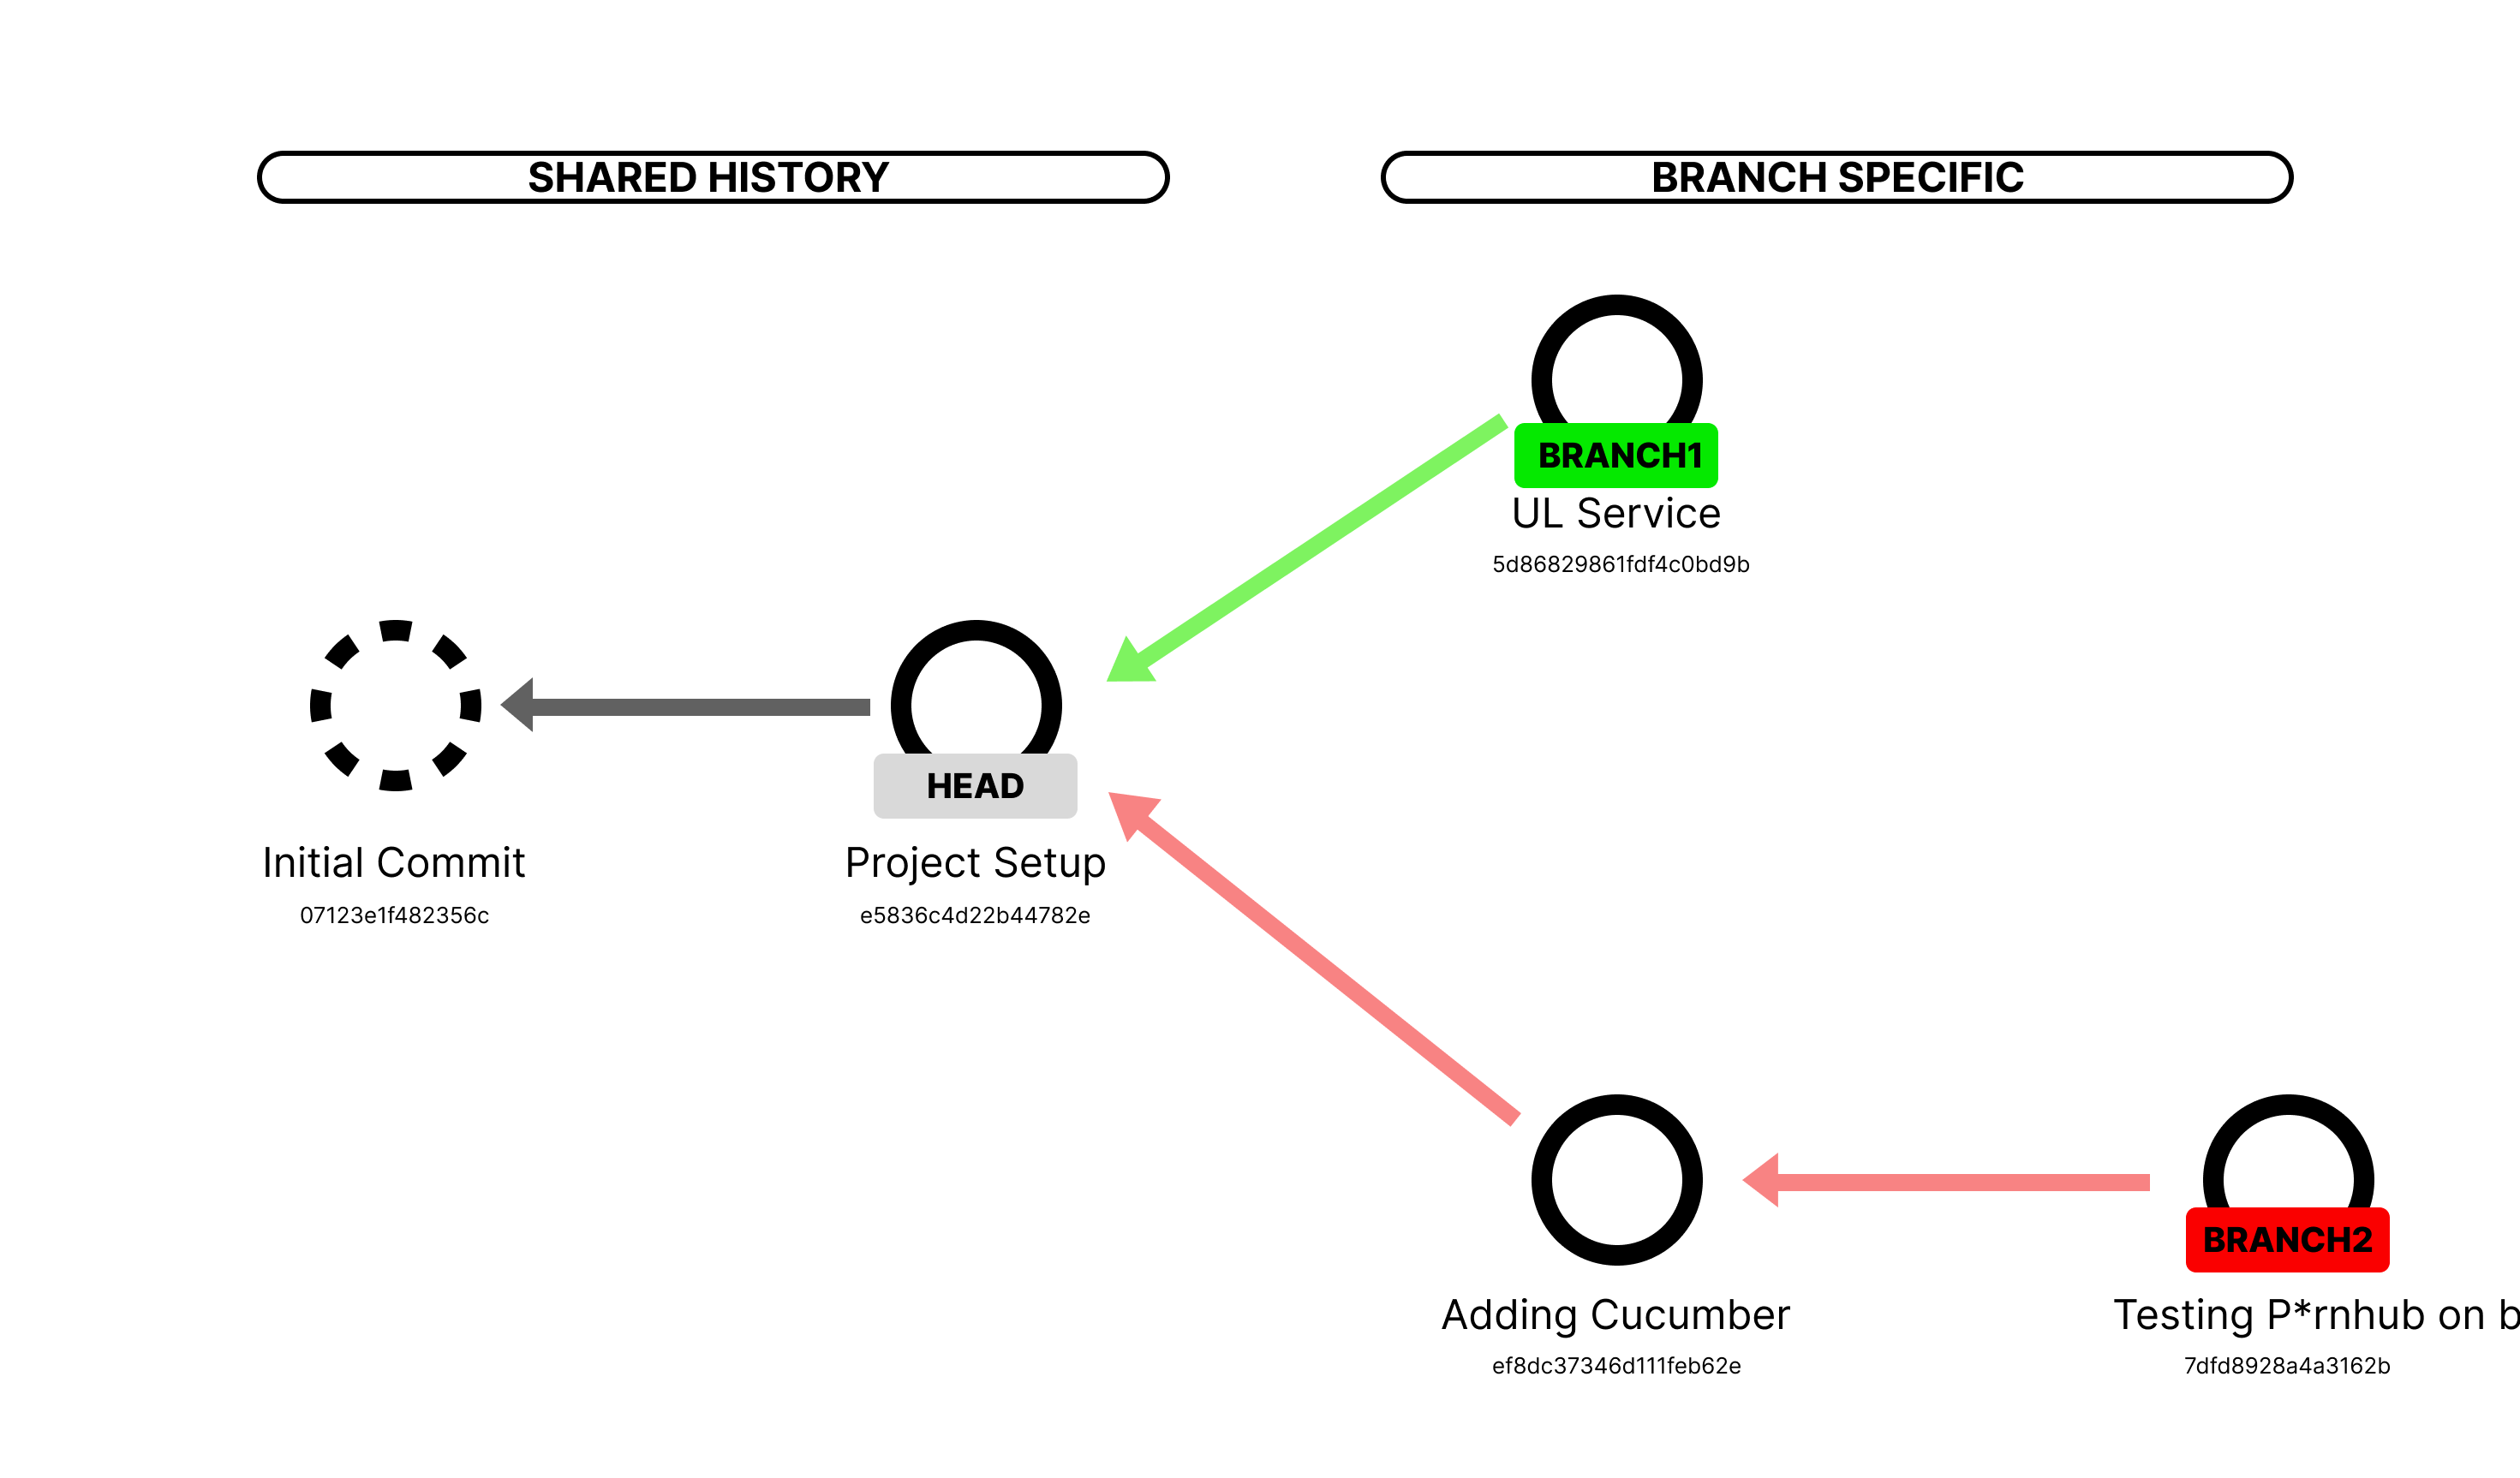 SHARED HISTORY
BRANCH SPECIFIC
BRANCH1
UL Service
5d86829861fdf4c0bd9b
HEAD
Initial Commit
Project Setup
07123e1f482356c
e5836c4d22b44782e
BRANCH2
Adding Cucumber
Testing P*rnhub on b
ef8dc37346d111feb62e
7dfd8928a4a3162b